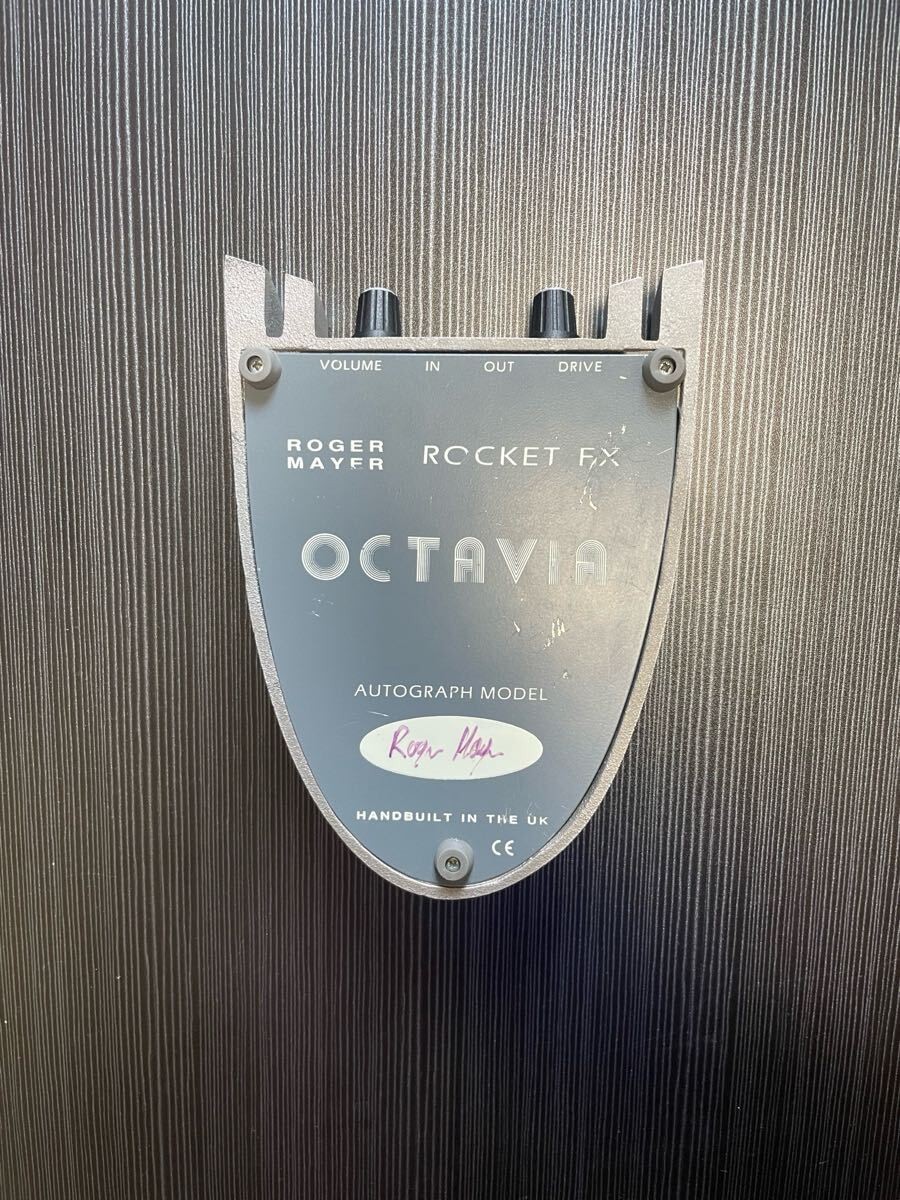 VOLUME IN OUT DRIVE
ROGER MAYER
ROCKET FX
OCTAVIA
AUTOGRAPH MODEL
Roger Mayer
HANDBUILT IN THE UK
CE